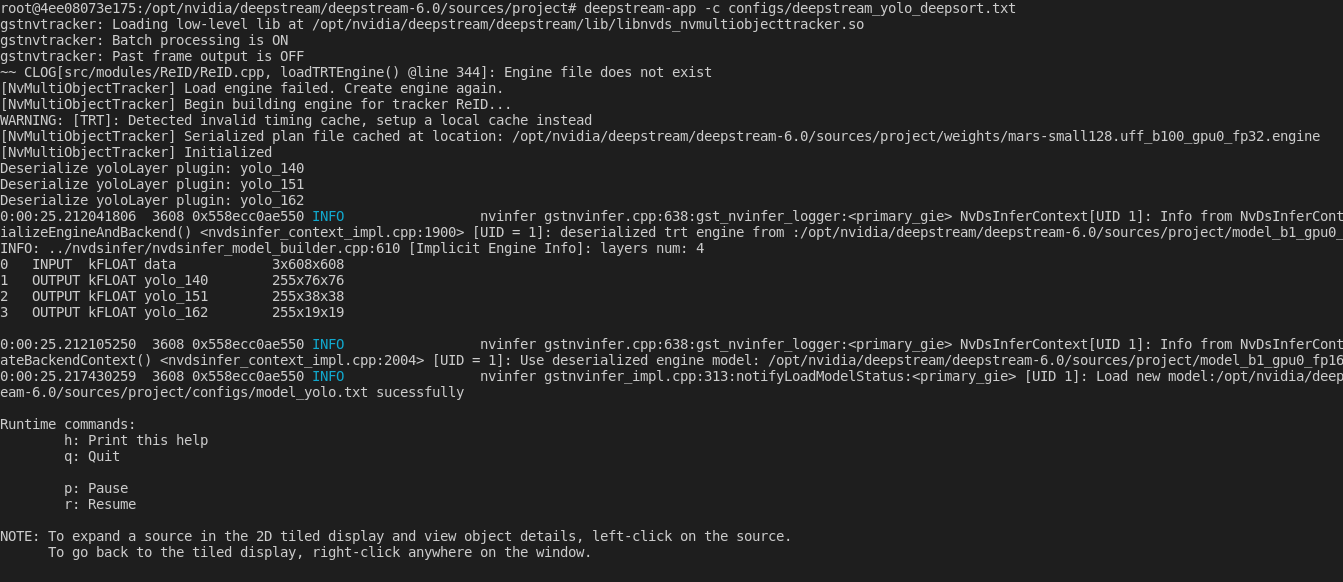 root@4ee08073e175:/opt/nvidia/deepstream/deepstream-6.0/sources/project# deepstream-app -c configs/deepstream_yolo_deepsort.txt
gstnvtracker: Loading low-level lib at /opt/nvidia/deepstream/deepstream/lib/libnvds_nvmultiobjecttracker.so
gstnvtracker: Batch processing is ON
gstnvtracker: Past frame output is OFF
~~ CLOG[src/modules/ReID/ReID.cpp, loadTRTEngine() @line 344]: Engine file does not exist
[NvMultiObjectTracker] Load engine failed. Create engine again.
[NvMultiObjectTracker] Begin building engine for tracker ReID...
WARNING: [TRT]: Detected invalid timing cache, setup a local cache instead
[NvMultiObjectTracker] Serialized plan file cached at location: /opt/nvidia/deepstream/deepstream-6.0/sources/project/weights/mars-small128.uff_b100_gpu0_fp32.engine
[NvMultiObjectTracker] Initialized
Deserialize yoloLayer plugin: yolo_140
Deserialize yoloLayer plugin: yolo_151
Deserialize yoloLayer plugin: yolo_162
0:00:25.212041806  3608 0x558ecc0ae550 INFO                 nvinfer gstnvinfer.cpp:638:gst_nvinfer_logger:<primary_gie> NvDsInferContext[UID 1]: Info from NvDsInferCont
ializeEngineAndBackend() <nvdsinfer_context_impl.cpp:1900> [UID = 1]: deserialized trt engine from :/opt/nvidia/deepstream/deepstream-6.0/sources/project/model_b1_gpu0_
INFO: ../nvdsinfer/nvdsinfer_model_builder.cpp:610 [Implicit Engine Info]: layers num: 4
0   INPUT  kFLOAT data            3x608x608
1   OUTPUT kFLOAT yolo_140        255x76x76
2   OUTPUT kFLOAT yolo_151        255x38x38
3   OUTPUT kFLOAT yolo_162        255x19x19
0:00:25.212105250  3608 0x558ecc0ae550 INFO                 nvinfer gstnvinfer.cpp:638:gst_nvinfer_logger:<primary_gie> NvDsInferContext[UID 1]: Info from NvDsInferCont
ateBackendContext() <nvdsinfer_context_impl.cpp:2004> [UID = 1]: Use deserialized engine model: /opt/nvidia/deepstream/deepstream-6.0/sources/project/model_b1_gpu0_fp16
0:00:25.217430259  3608 0x558ecc0ae550 INFO                 nvinfer gstnvinfer_impl.cpp:313:notifyLoadModelStatus:<primary_gie> [UID 1]: Load new model:/opt/nvidia/deep
eam-6.0/sources/project/configs/model_yolo.txt sucessfully
Runtime commands:
h: Print this help
q: Quit
p: Pause
r: Resume
NOTE: To expand a source in the 2D tiled display and view object details, left-click on the source.
To go back to the tiled display, right-click anywhere on the window.